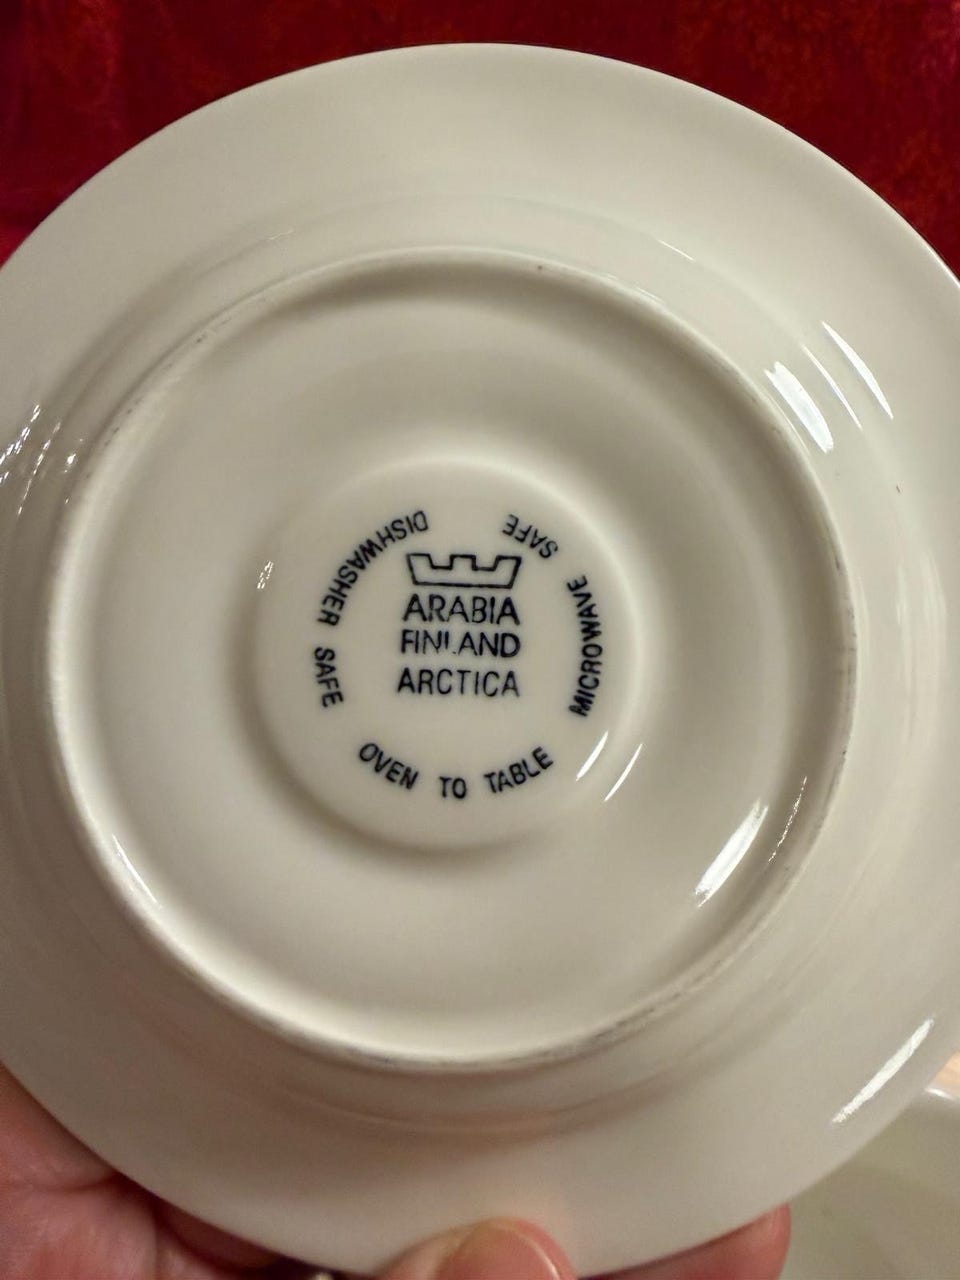 ARABIA
FINLAND
ARCTICA
DISHWASHER SAFE
OVEN TO TABLE
MICROWAVE SAFE